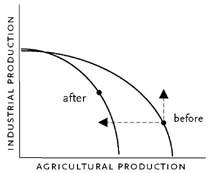 INDUSTRIAL PRODUCTION
after
before
AGRICULTURAL PRODUCTION